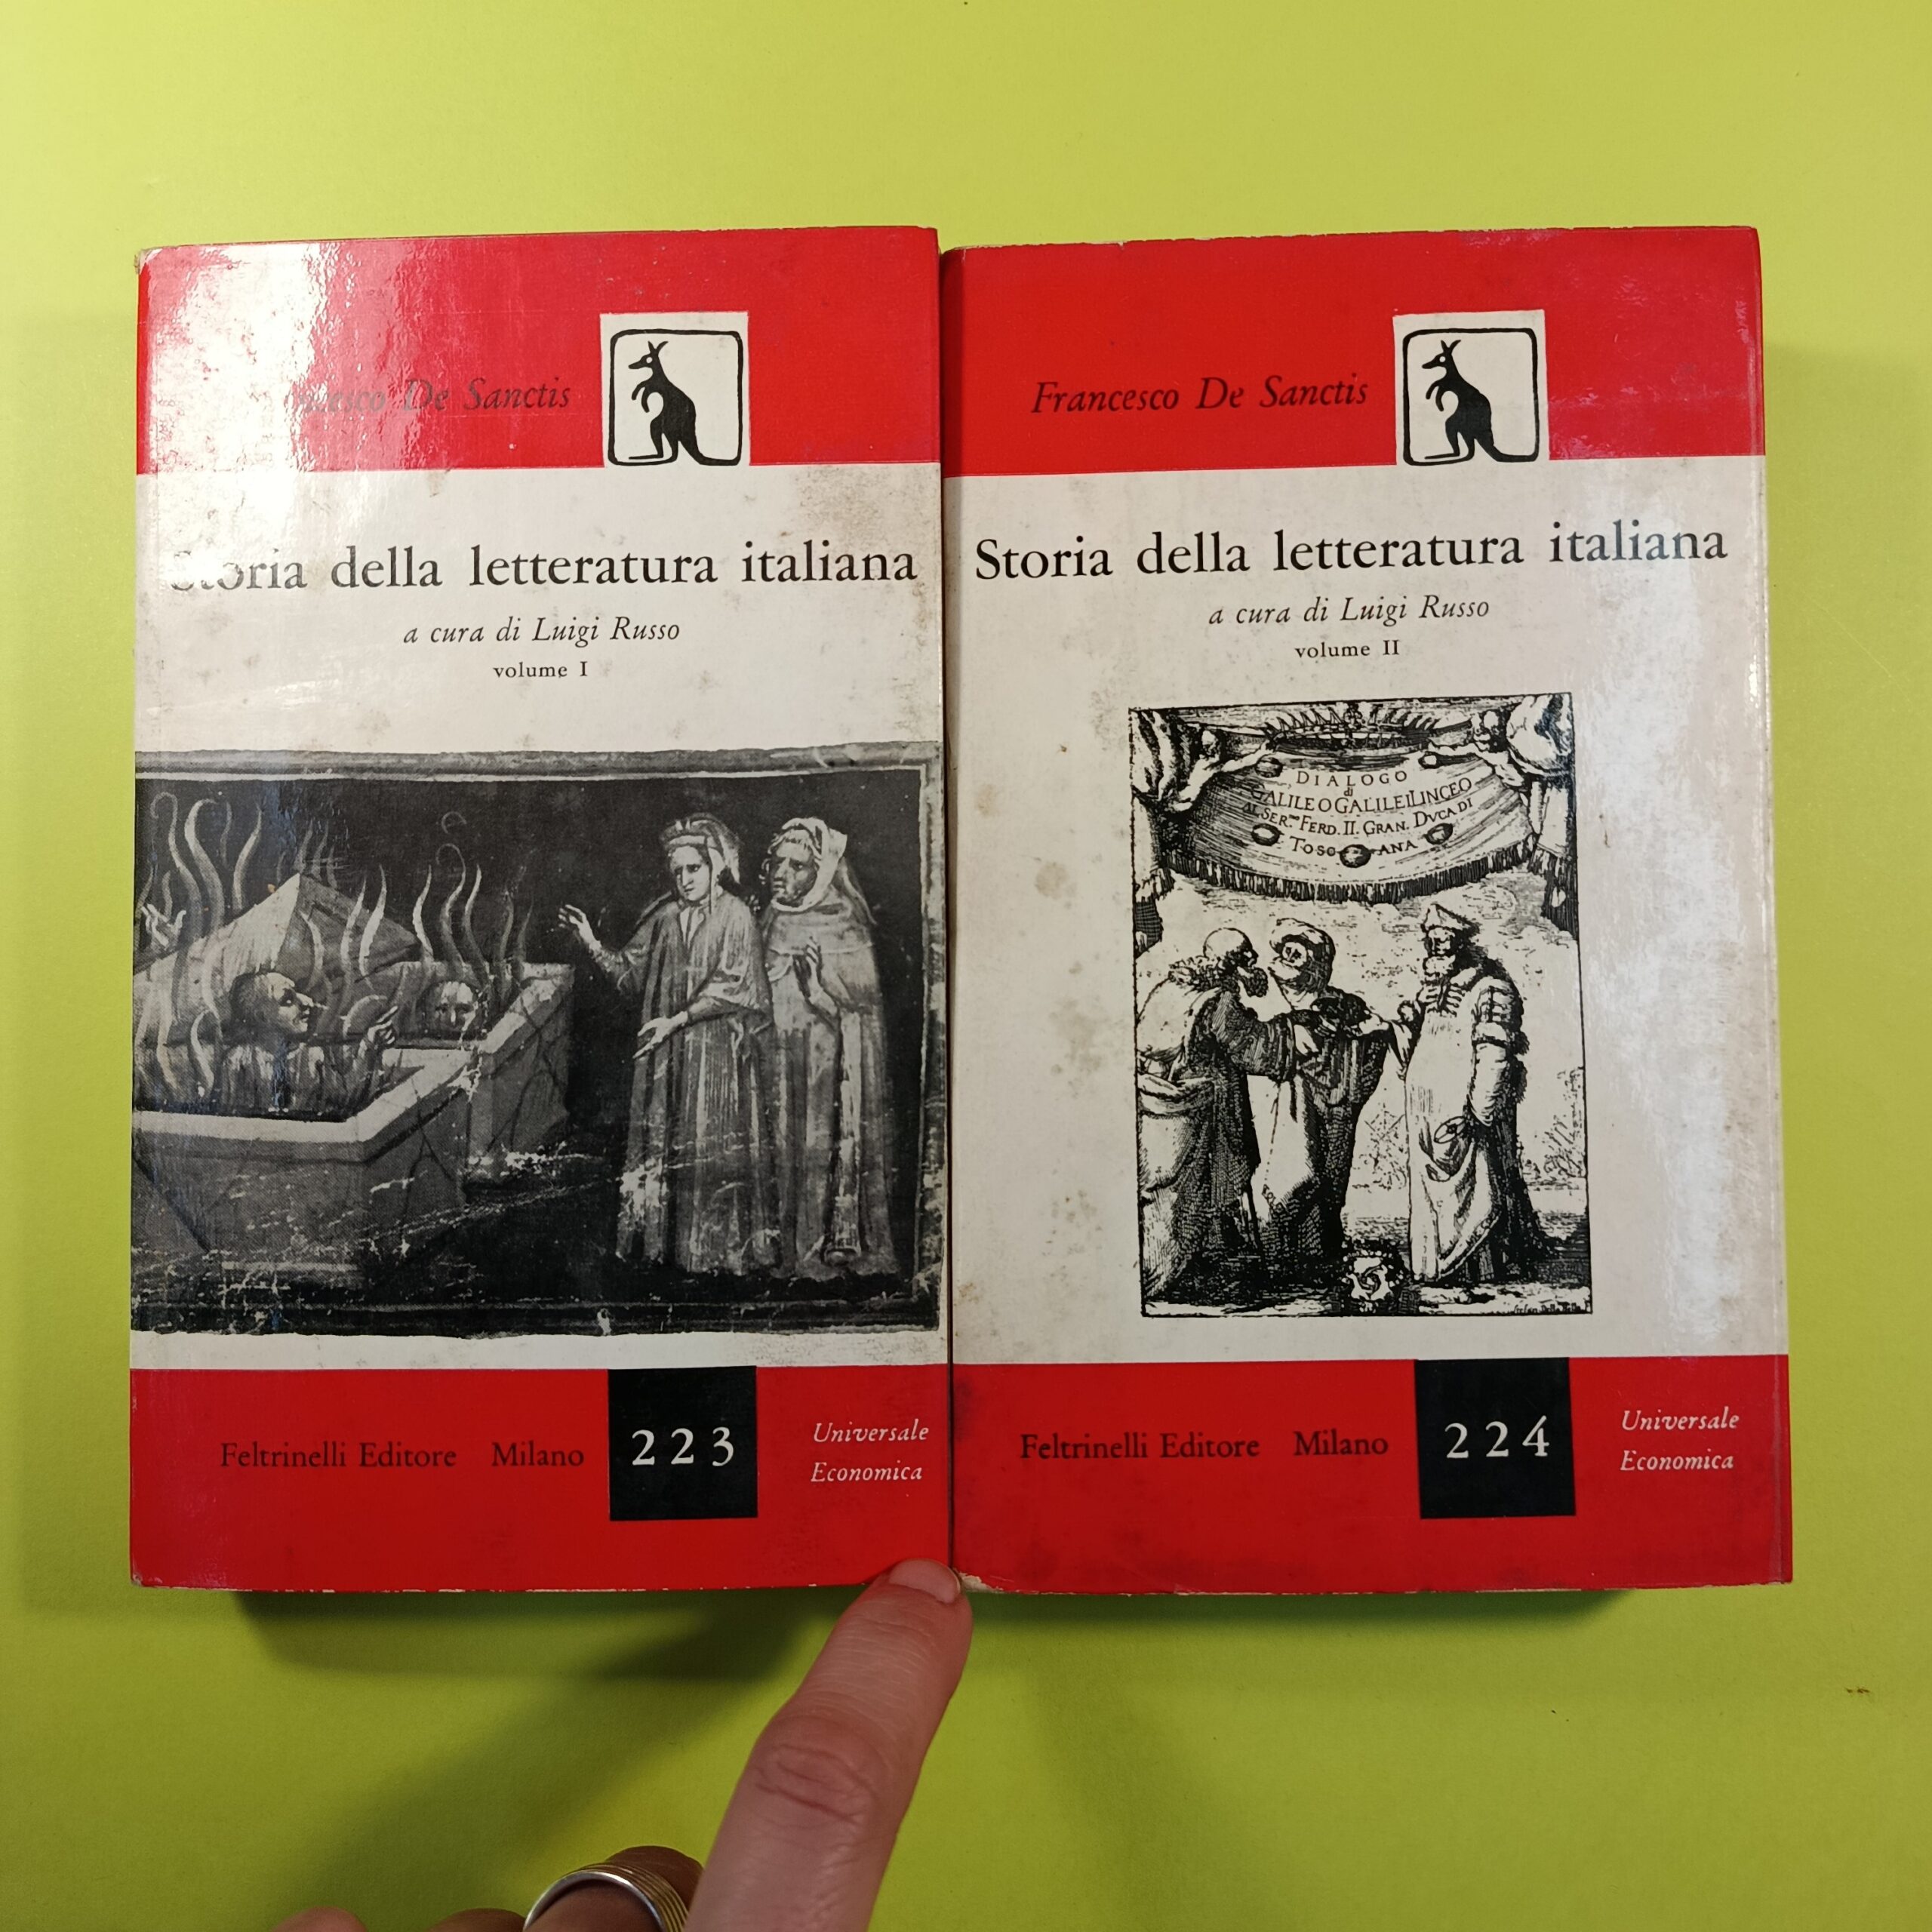 De Sanctis
Storia della letteratura italiana
a cura di Luigi Russo
volume I
Feltrinelli Editore Milano
223
Universale
Economica
Francesco De Sanctis
Storia della letteratura italiana
a cura di Luigi Russo
volume II
DIALOGO
di
GALILEO GALILEI LINCEO
AL SER.mo FERD. II. GRAN. DVCA DI
TOSCANA
Feltrinelli Editore Milano
224
Universale
Economica